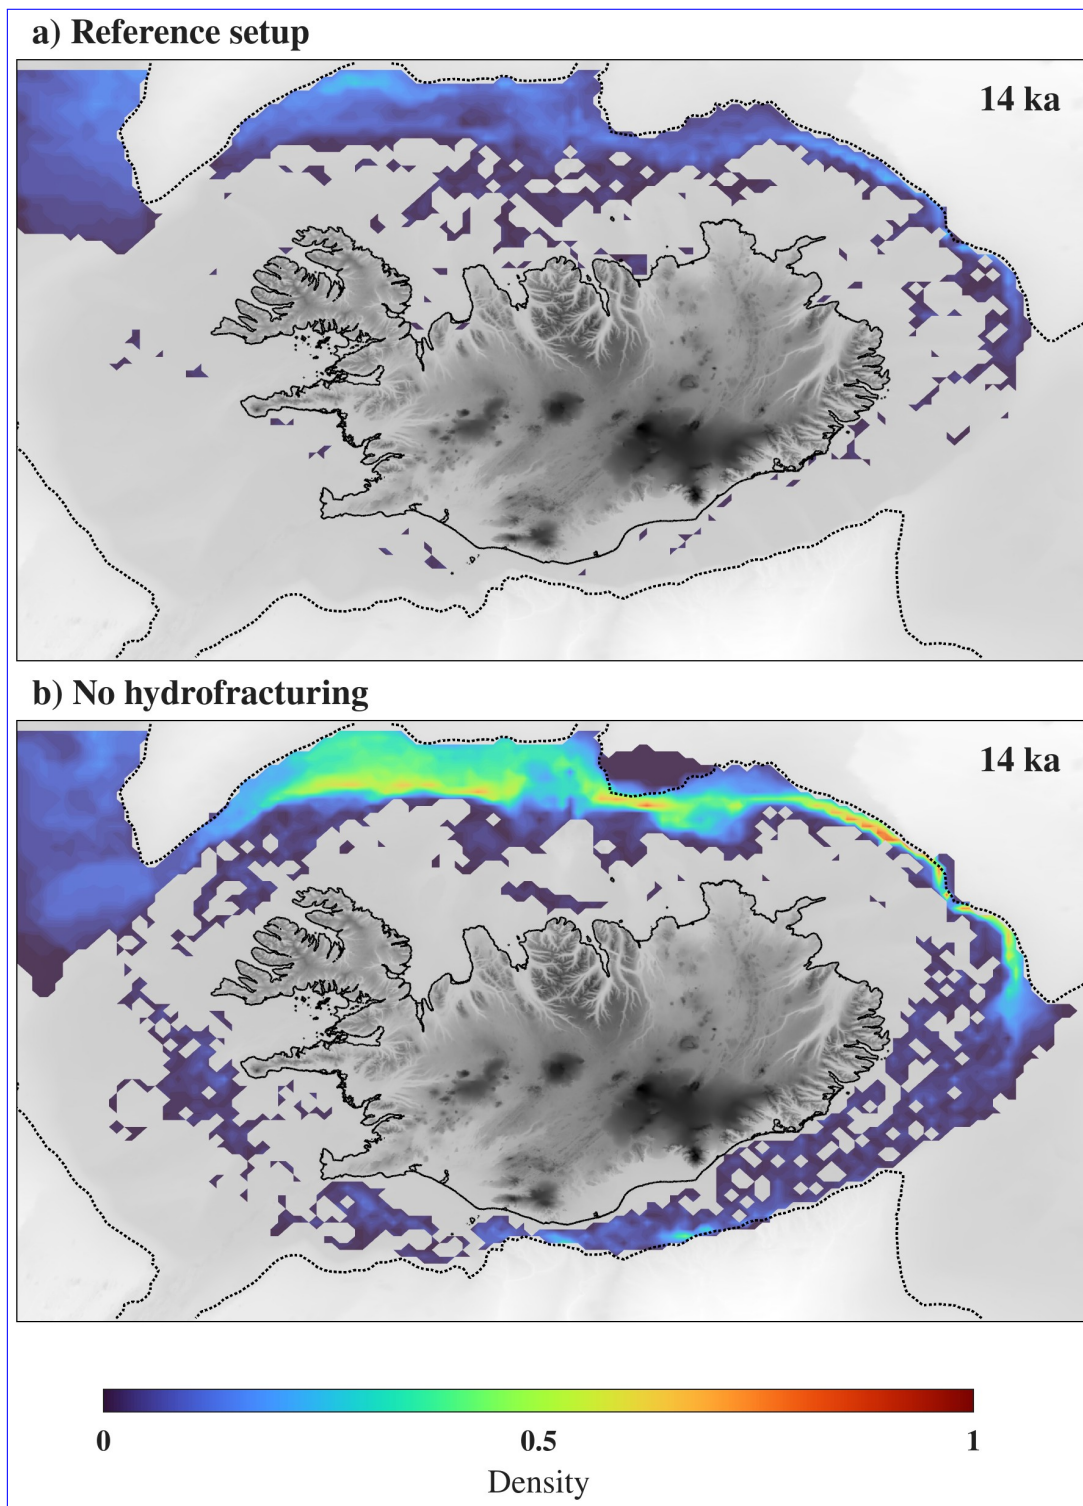 a) Reference setup
14 ka
b) No hydrofracturing
14 ka
0 0.5 1
Density